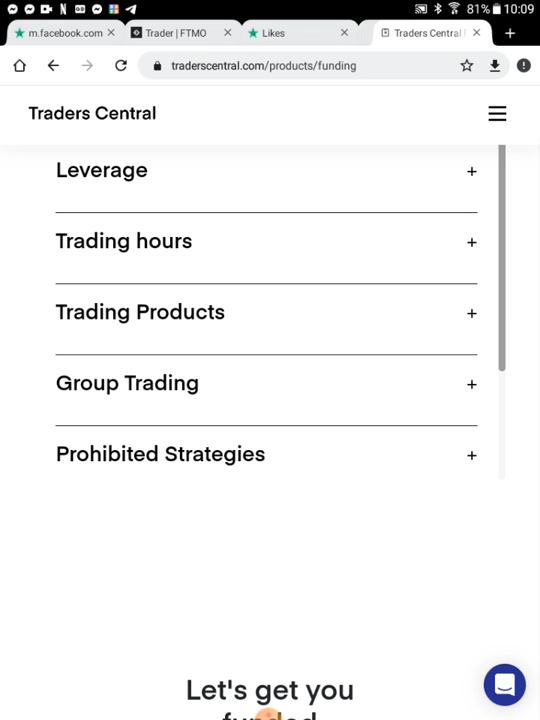 81% 10:09
m.facebook.com Trader | FTMO Likes Traders Central
traderscentral.com/products/funding
Traders Central
Leverage
Trading hours
Trading Products
Group Trading
Prohibited Strategies
Let's get you
funded